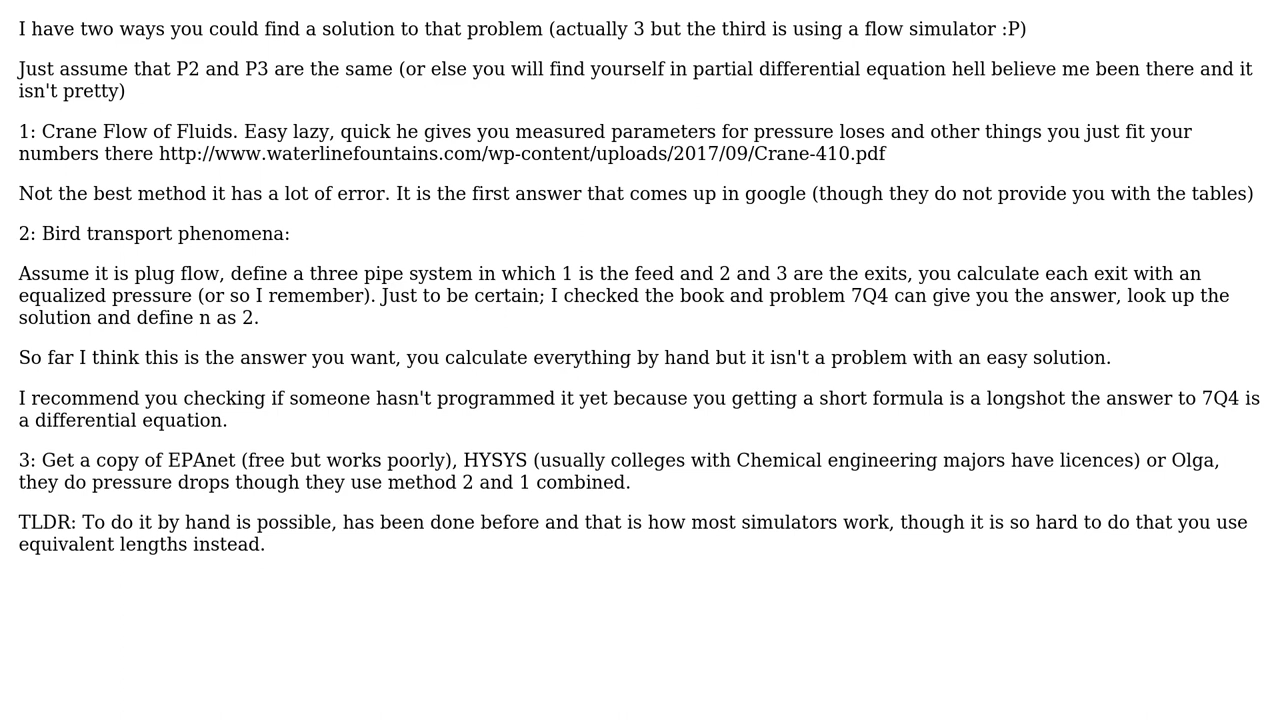 I have two ways you could find a solution to that problem (actually 3 but the third is using a flow simulator :P)
Just assume that P2 and P3 are the same (or else you will find yourself in partial differential equation hell believe me been there and it
isn't pretty)
1: Crane Flow of Fluids. Easy lazy, quick he gives you measured parameters for pressure loses and other things you just fit your
numbers there http://www.waterlinefountains.com/wp-content/uploads/2017/09/Crane-410.pdf
Not the best method it has a lot of error. It is the first answer that comes up in google (though they do not provide you with the tables)
2: Bird transport phenomena:
Assume it is plug flow, define a three pipe system in which 1 is the feed and 2 and 3 are the exits, you calculate each exit with an
equalized pressure (or so I remember). Just to be certain; I checked the book and problem 7Q4 can give you the answer, look up the
solution and define n as 2.
So far I think this is the answer you want, you calculate everything by hand but it isn't a problem with an easy solution.
I recommend you checking if someone hasn't programmed it yet because you getting a short formula is a longshot the answer to 7Q4 is
a differential equation.
3: Get a copy of EPAnet (free but works poorly), HYSYS (usually colleges with Chemical engineering majors have licences) or Olga,
they do pressure drops though they use method 2 and 1 combined.
TLDR: To do it by hand is possible, has been done before and that is how most simulators work, though it is so hard to do that you use
equivalent lengths instead.